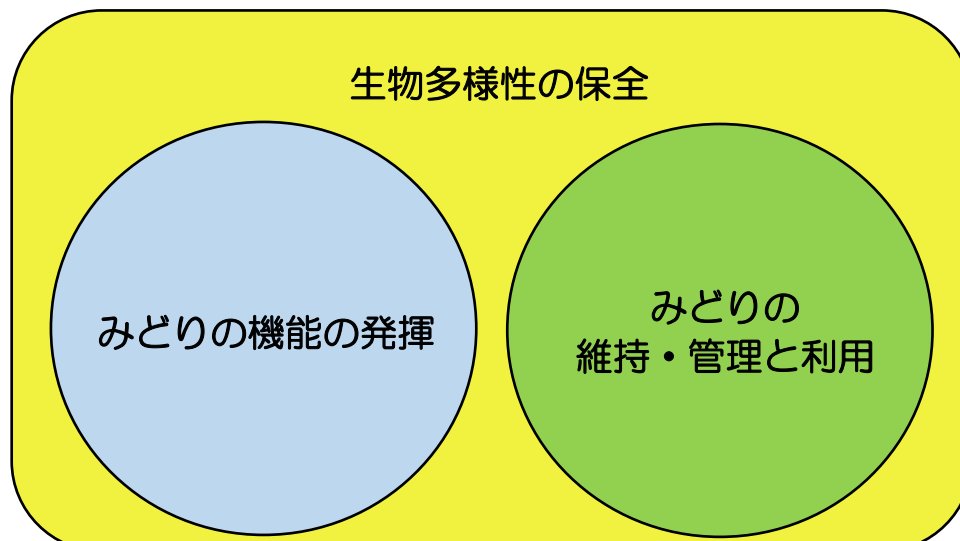 生物多様性の保全
みどりの機能の発揮
みどりの
維持・管理と利用